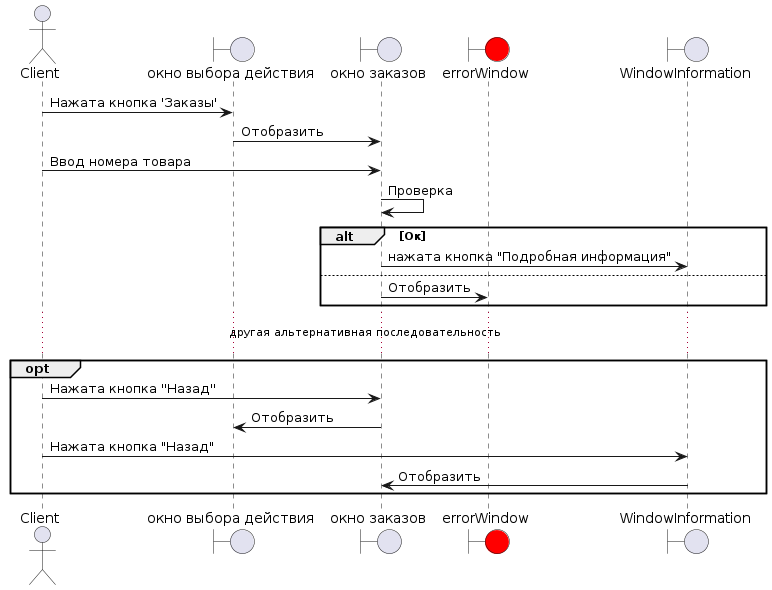 Client
окно выбора действия
окно заказов
errorWindow
WindowInformation
Нажата кнопка 'Заказы'
Отобразить
Ввод номера товара
Проверка
alt
[Ок]
нажата кнопка "Подробная информация"
Отобразить
другая альтернативная последовательность
opt
Нажата кнопка "Назад"
Отобразить
Нажата кнопка "Назад"
Отобразить
Client
окно выбора действия
окно заказов
errorWindow
WindowInformation